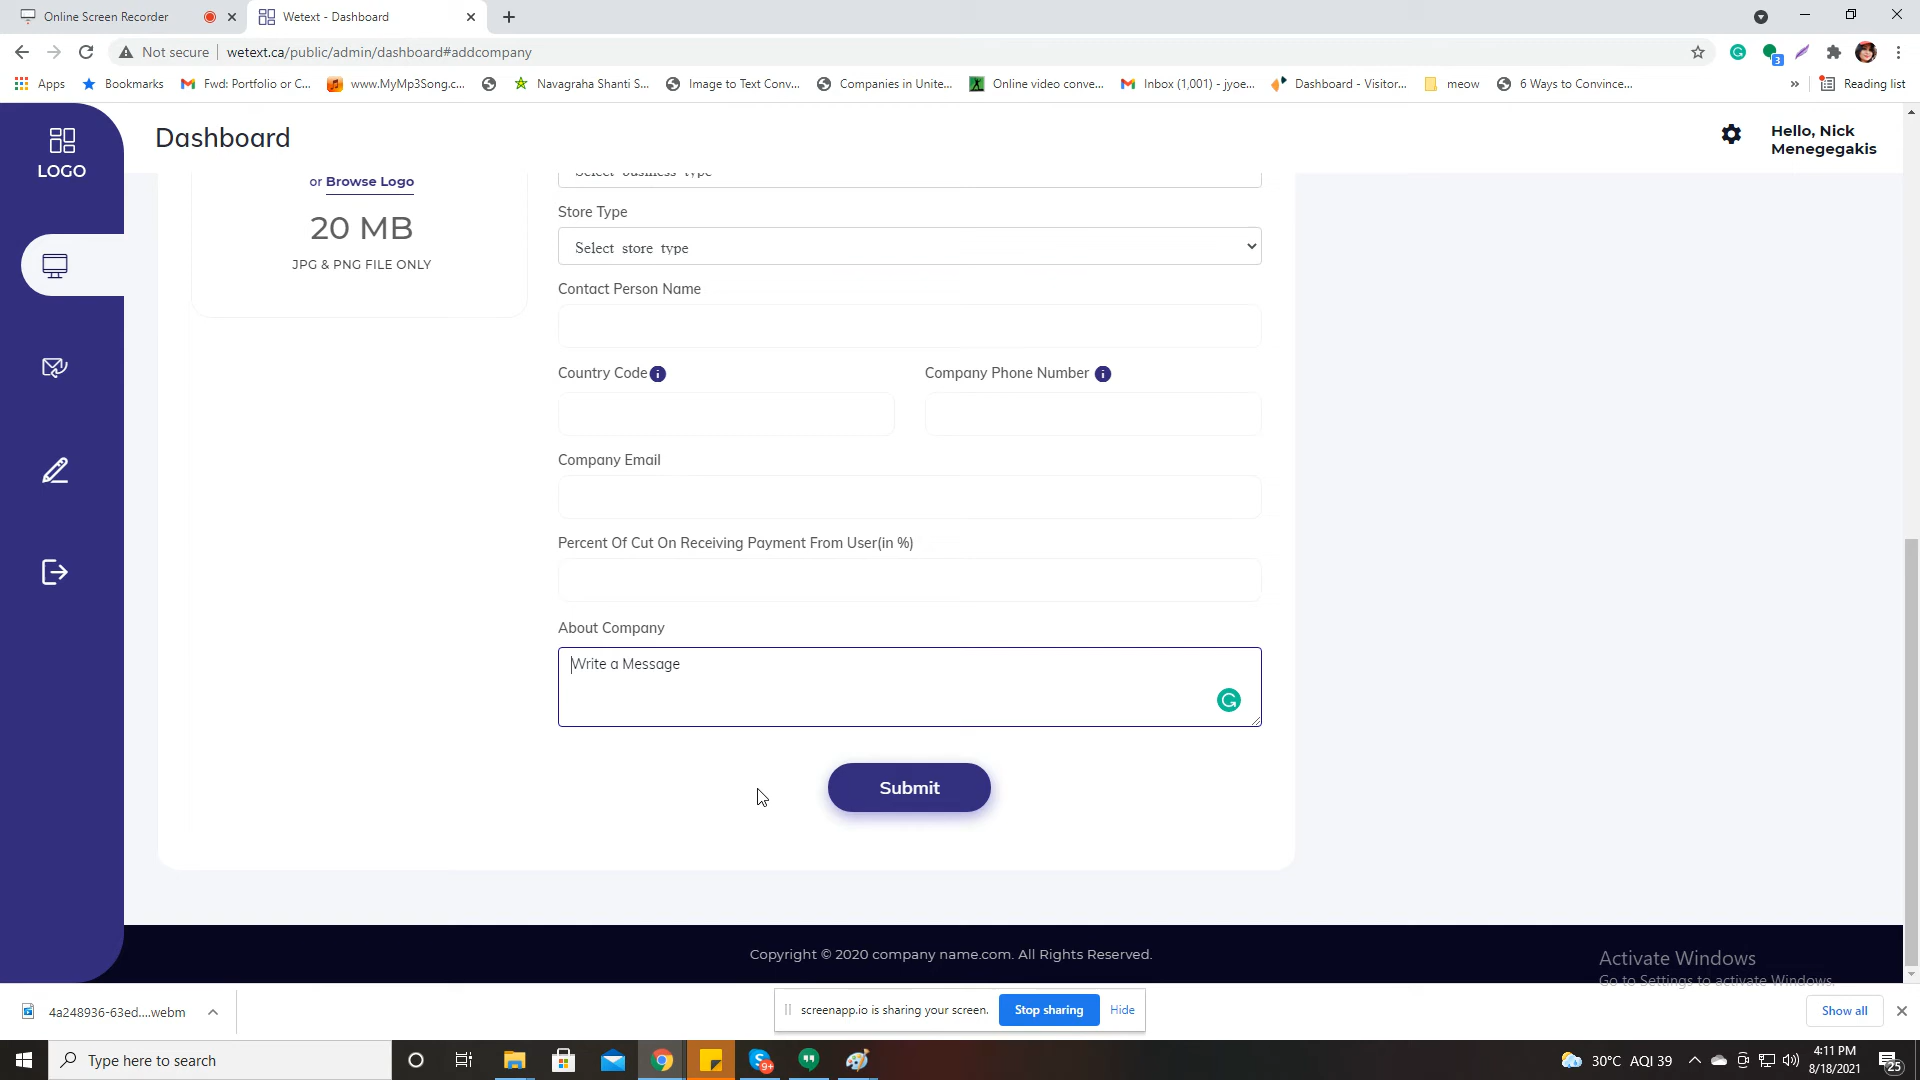 Online Screen Recorder
Wetext - Dashboard
Not secure
wetext.ca/public/admin/dashboard#addcompany
3
Apps
Bookmarks
Fwd: Portfolio or C...
www.MyMp3Song.c...
Navagraha Shanti S...
Image to Text Conv...
Companies in Unite...
Online video conve...
Inbox (1,001) - jyoe...
Dashboard - Visitor...
meow
6 Ways to Convince...
»
Reading list
LOGO
Dashboard
Hello, Nick
Menegegakis
or Browse Logo
20 MB
JPG & PNG FILE ONLY
Select business type
Store Type
Select store type
Contact Person Name
Country Code
Company Phone Number
Company Email
Percent Of Cut On Receiving Payment From User(in %)
About Company
Write a Message
Submit
Copyright © 2020 company name.com. All Rights Reserved.
Activate Windows
Go to Settings to activate Windows.
4a248936-63ed....webm
screenapp.io is sharing your screen.
Stop sharing
Hide
Show all
Type here to search
9+
30°C AQI 39
4:11 PM
8/18/2021
25